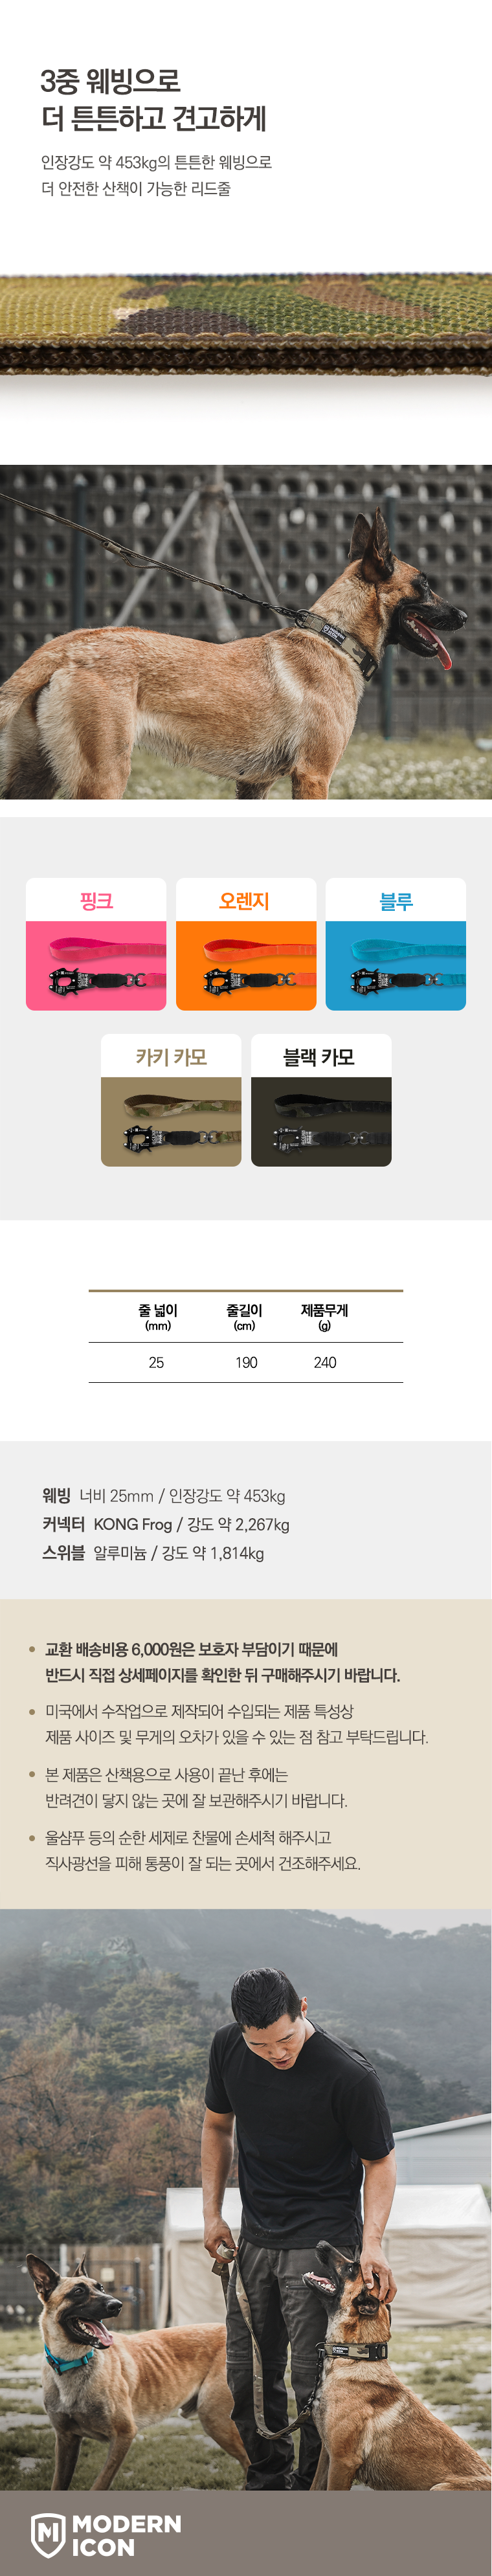 3중 웨빙으로
더 튼튼하고 견고하게
인장강도 약 453kg의 튼튼한 웨빙으로
더 안전한 산책이 가능한 리드줄
핑크
오렌지
블루
카키 카모
블랙 카모
줄 넓이 줄길이 제품무게
(mm) (cm) (g)
25 190 240
웨빙 너비 25mm / 인장강도 약 453kg
커넥터 KONG Frog / 강도 약 2,267kg
스위블 알루미늄 / 강도 약 1,814kg
• 교환 배송비용 6,000원은 보호자 부담이기 때문에
반드시 직접 상세페이지를 확인한 뒤 구매해주시기 바랍니다.
• 미국에서 수작업으로 제작되어 수입되는 제품 특성상
제품 사이즈 및 무게의 오차가 있을 수 있는 점 참고 부탁드립니다.
• 본 제품은 산책용으로 사용이 끝난 후에는
반려견이 닿지 않는 곳에 잘 보관해주시기 바랍니다.
• 울샴푸 등의 순한 세제로 찬물에 손세척 해주시고
직사광선을 피해 통풍이 잘 되는 곳에서 건조해주세요.
MODERN
ICON